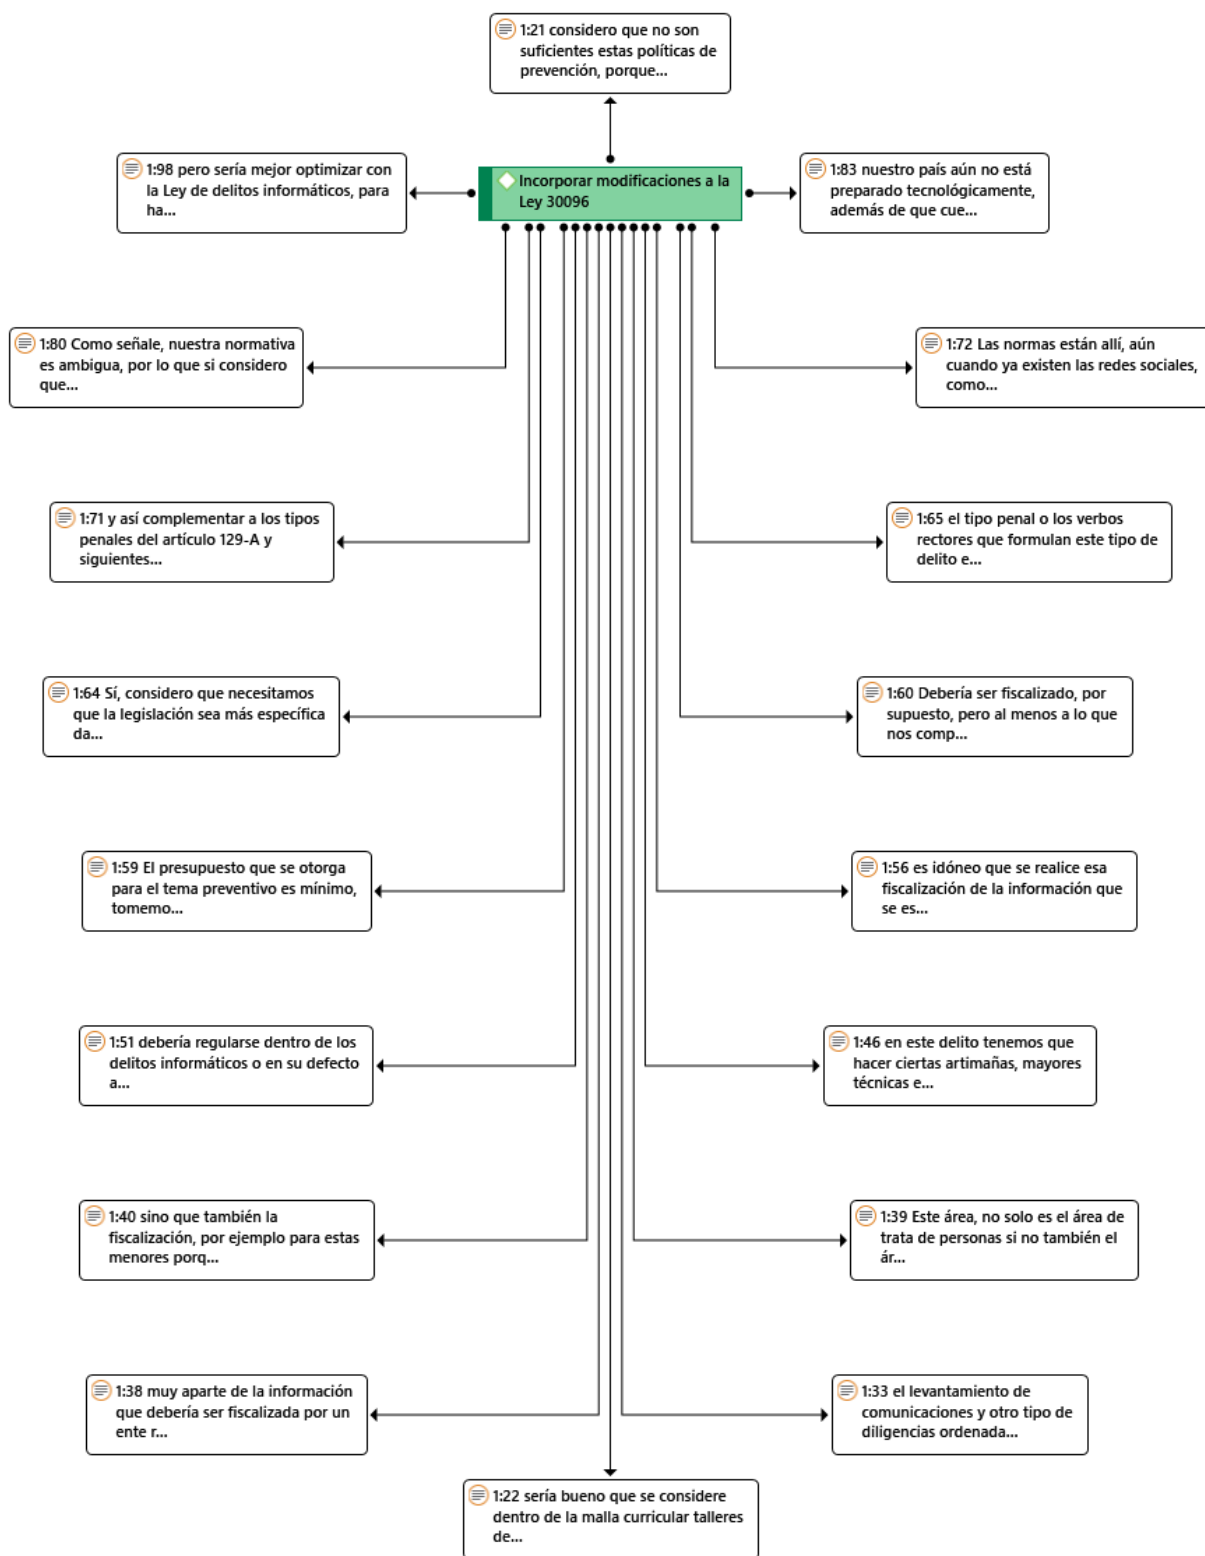 1:21 considero que no son
suficientes estas políticas de
prevención, porque...
1:98 pero sería mejor optimizar con
la Ley de delitos informáticos, para
ha...
Incorporar modificaciones a la
Ley 30096
1:83 nuestro país aún no está
preparado tecnológicamente,
además de que cue...
1:80 Como señale, nuestra normativa
es ambigua, por lo que si considero
que...
1:72 Las normas están allí, aún
cuando ya existen las redes sociales,
como...
1:71 y así complementar a los tipos
penales del artículo 129-A y
siguientes...
1:65 el tipo penal o los verbos
rectores que formulan este tipo de
delito e...
1:64 Sí, considero que necesitamos
que la legislación sea más específica
da...
1:60 Debería ser fiscalizado, por
supuesto, pero al menos a lo que
nos comp...
1:59 El presupuesto que se otorga
para el tema preventivo es mínimo,
tomemo...
1:56 es idóneo que se realice esa
fiscalización de la información que
se es...
1:51 debería regularse dentro de los
delitos informáticos o en su defecto
a...
1:46 en este delito tenemos que
hacer ciertas artimañas, mayores
técnicas e...
1:40 sino que también la
fiscalización, por ejemplo para estas
menores porq...
1:39 Este área, no solo es el área de
trata de personas si no también el
ár...
1:38 muy aparte de la información
que debería ser fiscalizada por un
ente r...
1:33 el levantamiento de
comunicaciones y otro tipo de
diligencias ordenada...
1:22 sería bueno que se considere
dentro de la malla curricular talleres
de...